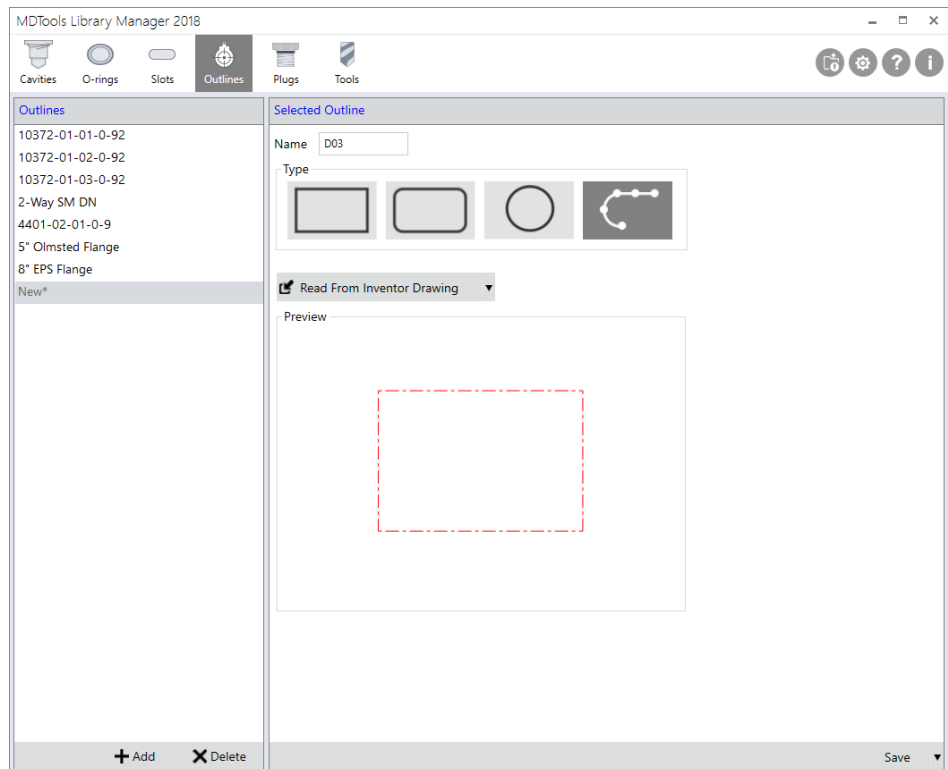 MDTools Library Manager 2018
Cavities O-rings Slots Outlines Plugs Tools
Outlines
10372-01-01-0-92
10372-01-02-0-92
10372-01-03-0-92
2-Way SM DN
4401-02-01-0-9
5" Olmsted Flange
8" EPS Flange
New*
Add Delete
Selected Outline
Name D03
Type
Read From Inventor Drawing
Preview
Save